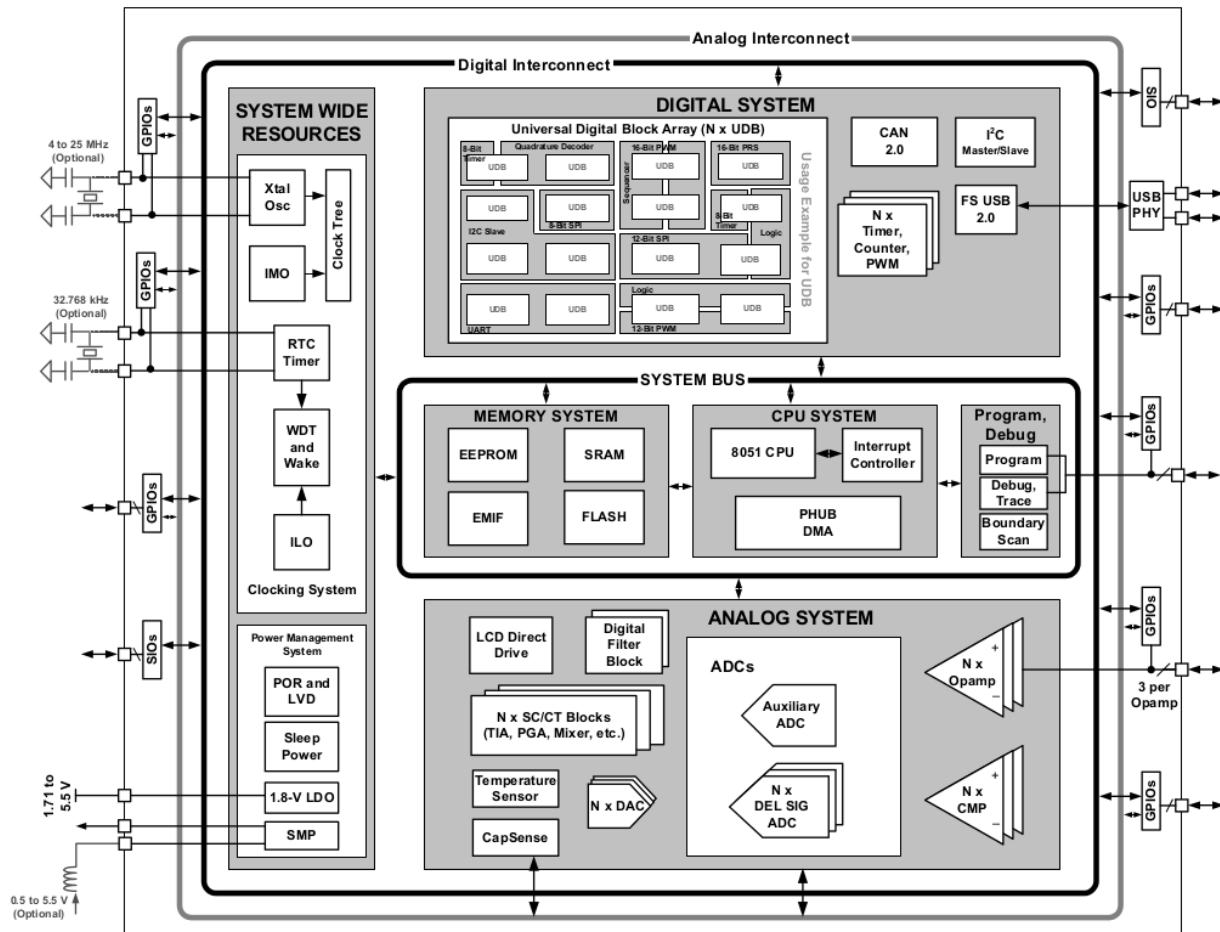 Analog Interconnect
Digital Interconnect
SYSTEM WIDE
RESOURCES
GPIOs
4 to 25 MHz
(Optional)
Xtal
Osc
Clock Tree
IMO
GPIOs
32.768 kHz
(Optional)
RTC
Timer
WDT
and
Wake
GPIOs
ILO
Clocking System
SIOs
Power Management
System
POR and
LVD
Sleep
Power
1.71 to
5.5 V
1.8-V LDO
SMP
0.5 to 5.5 V
(Optional)
DIGITAL SYSTEM
Universal Digital Block Array (N x UDB)
8-Bit
Timer
Quadrature Decoder
16-Bit PWM
16-Bit PRS
UDB
UDB
UDB
UDB
Sequencer
UDB
UDB
UDB
UDB
I2C Slave
8-Bit SPI
8-Bit
Timer
Logic
12-Bit SPI
UDB
UDB
UDB
UDB
Logic
UDB
UDB
UDB
UDB
UART
12-Bit PWM
Usage Example for UDB
CAN
2.0
I²C
Master/Slave
N x
Timer,
Counter,
PWM
FS USB
2.0
SIO
USB
PHY
GPIOs
SYSTEM BUS
MEMORY SYSTEM
EEPROM
SRAM
EMIF
FLASH
CPU SYSTEM
8051 CPU
Interrupt
Controller
PHUB
DMA
Program,
Debug
Program
Debug,
Trace
Boundary
Scan
GPIOs
ANALOG SYSTEM
LCD Direct
Drive
Digital
Filter
Block
N x SC/CT Blocks
(TIA, PGA, Mixer, etc.)
Temperature
Sensor
N x DAC
CapSense
ADCs
Auxiliary
ADC
N x
DEL SIG
ADC
+
N x
Opamp
–
+
N x
CMP
–
GPIOs
3 per
Opamp
GPIOs